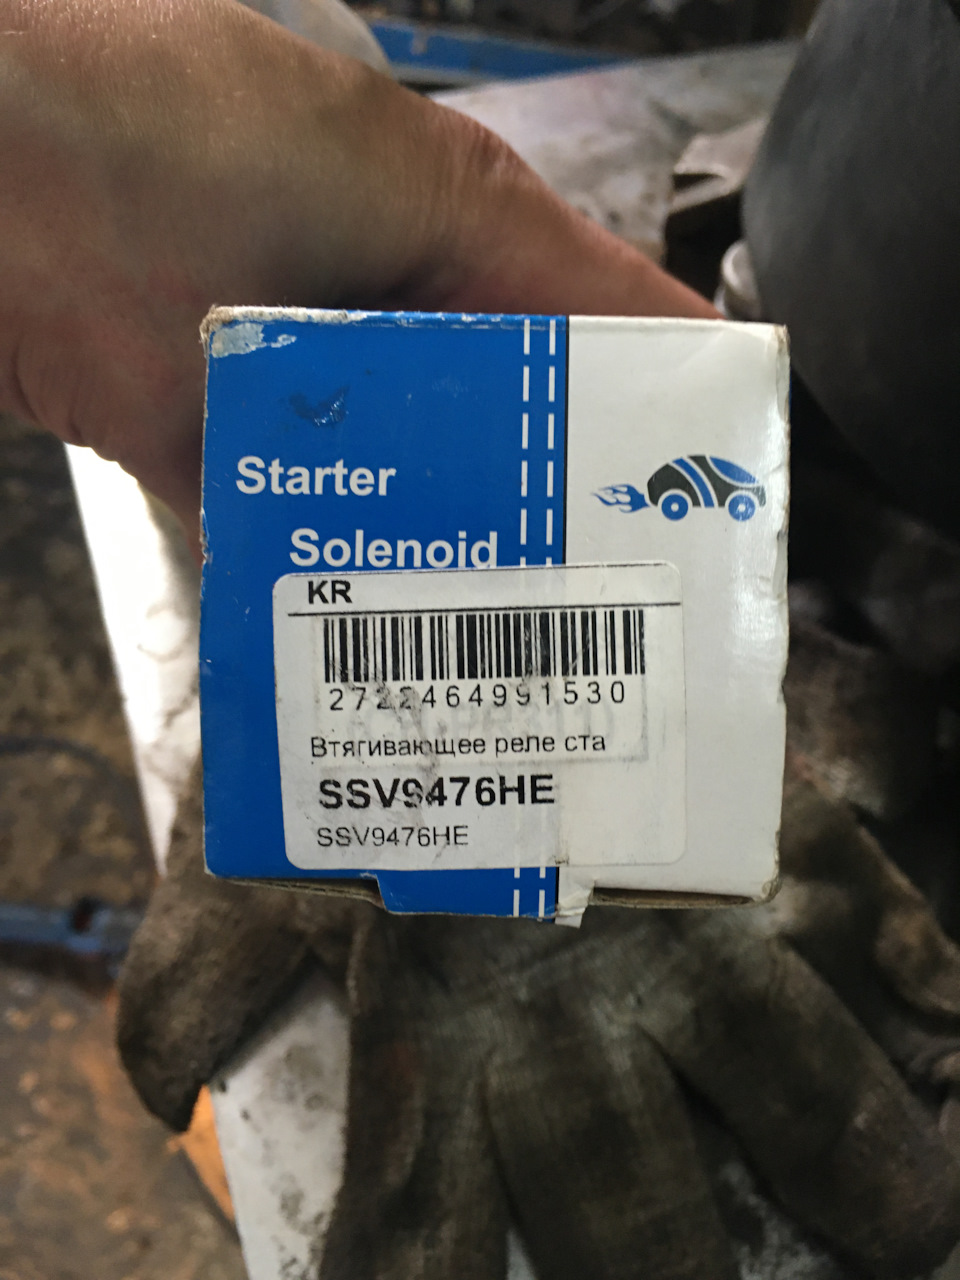 Starter
Solenoid
KR
2722464991530
Втягивающее реле ста
SSV9476HE
SSV9476HE